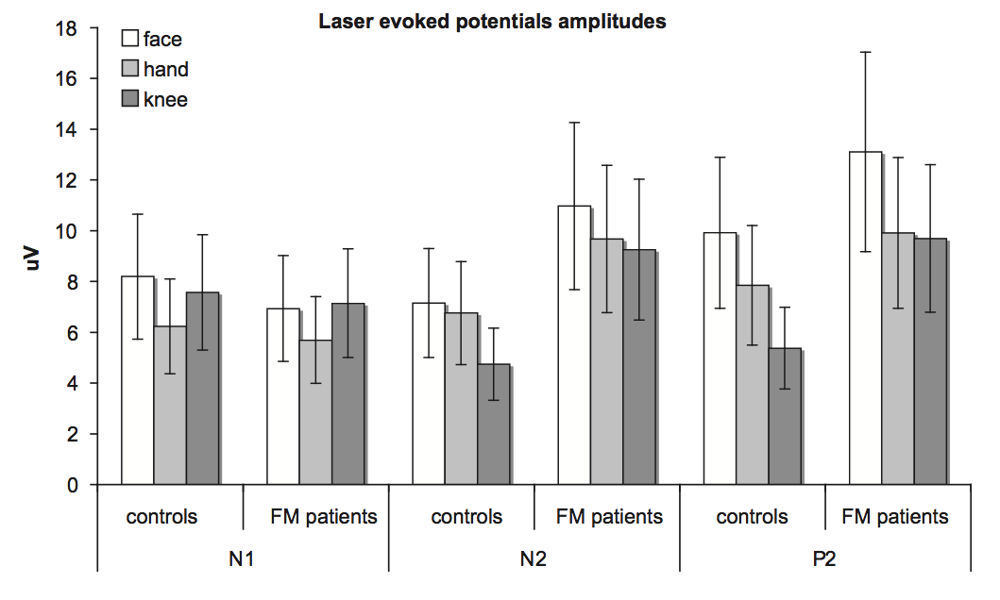 Laser evoked potentials amplitudes
face
hand
knee
uV
18
16
14
12
10
8
6
4
2
0
controls FM patients controls FM patients controls FM patients
N1 N2 P2